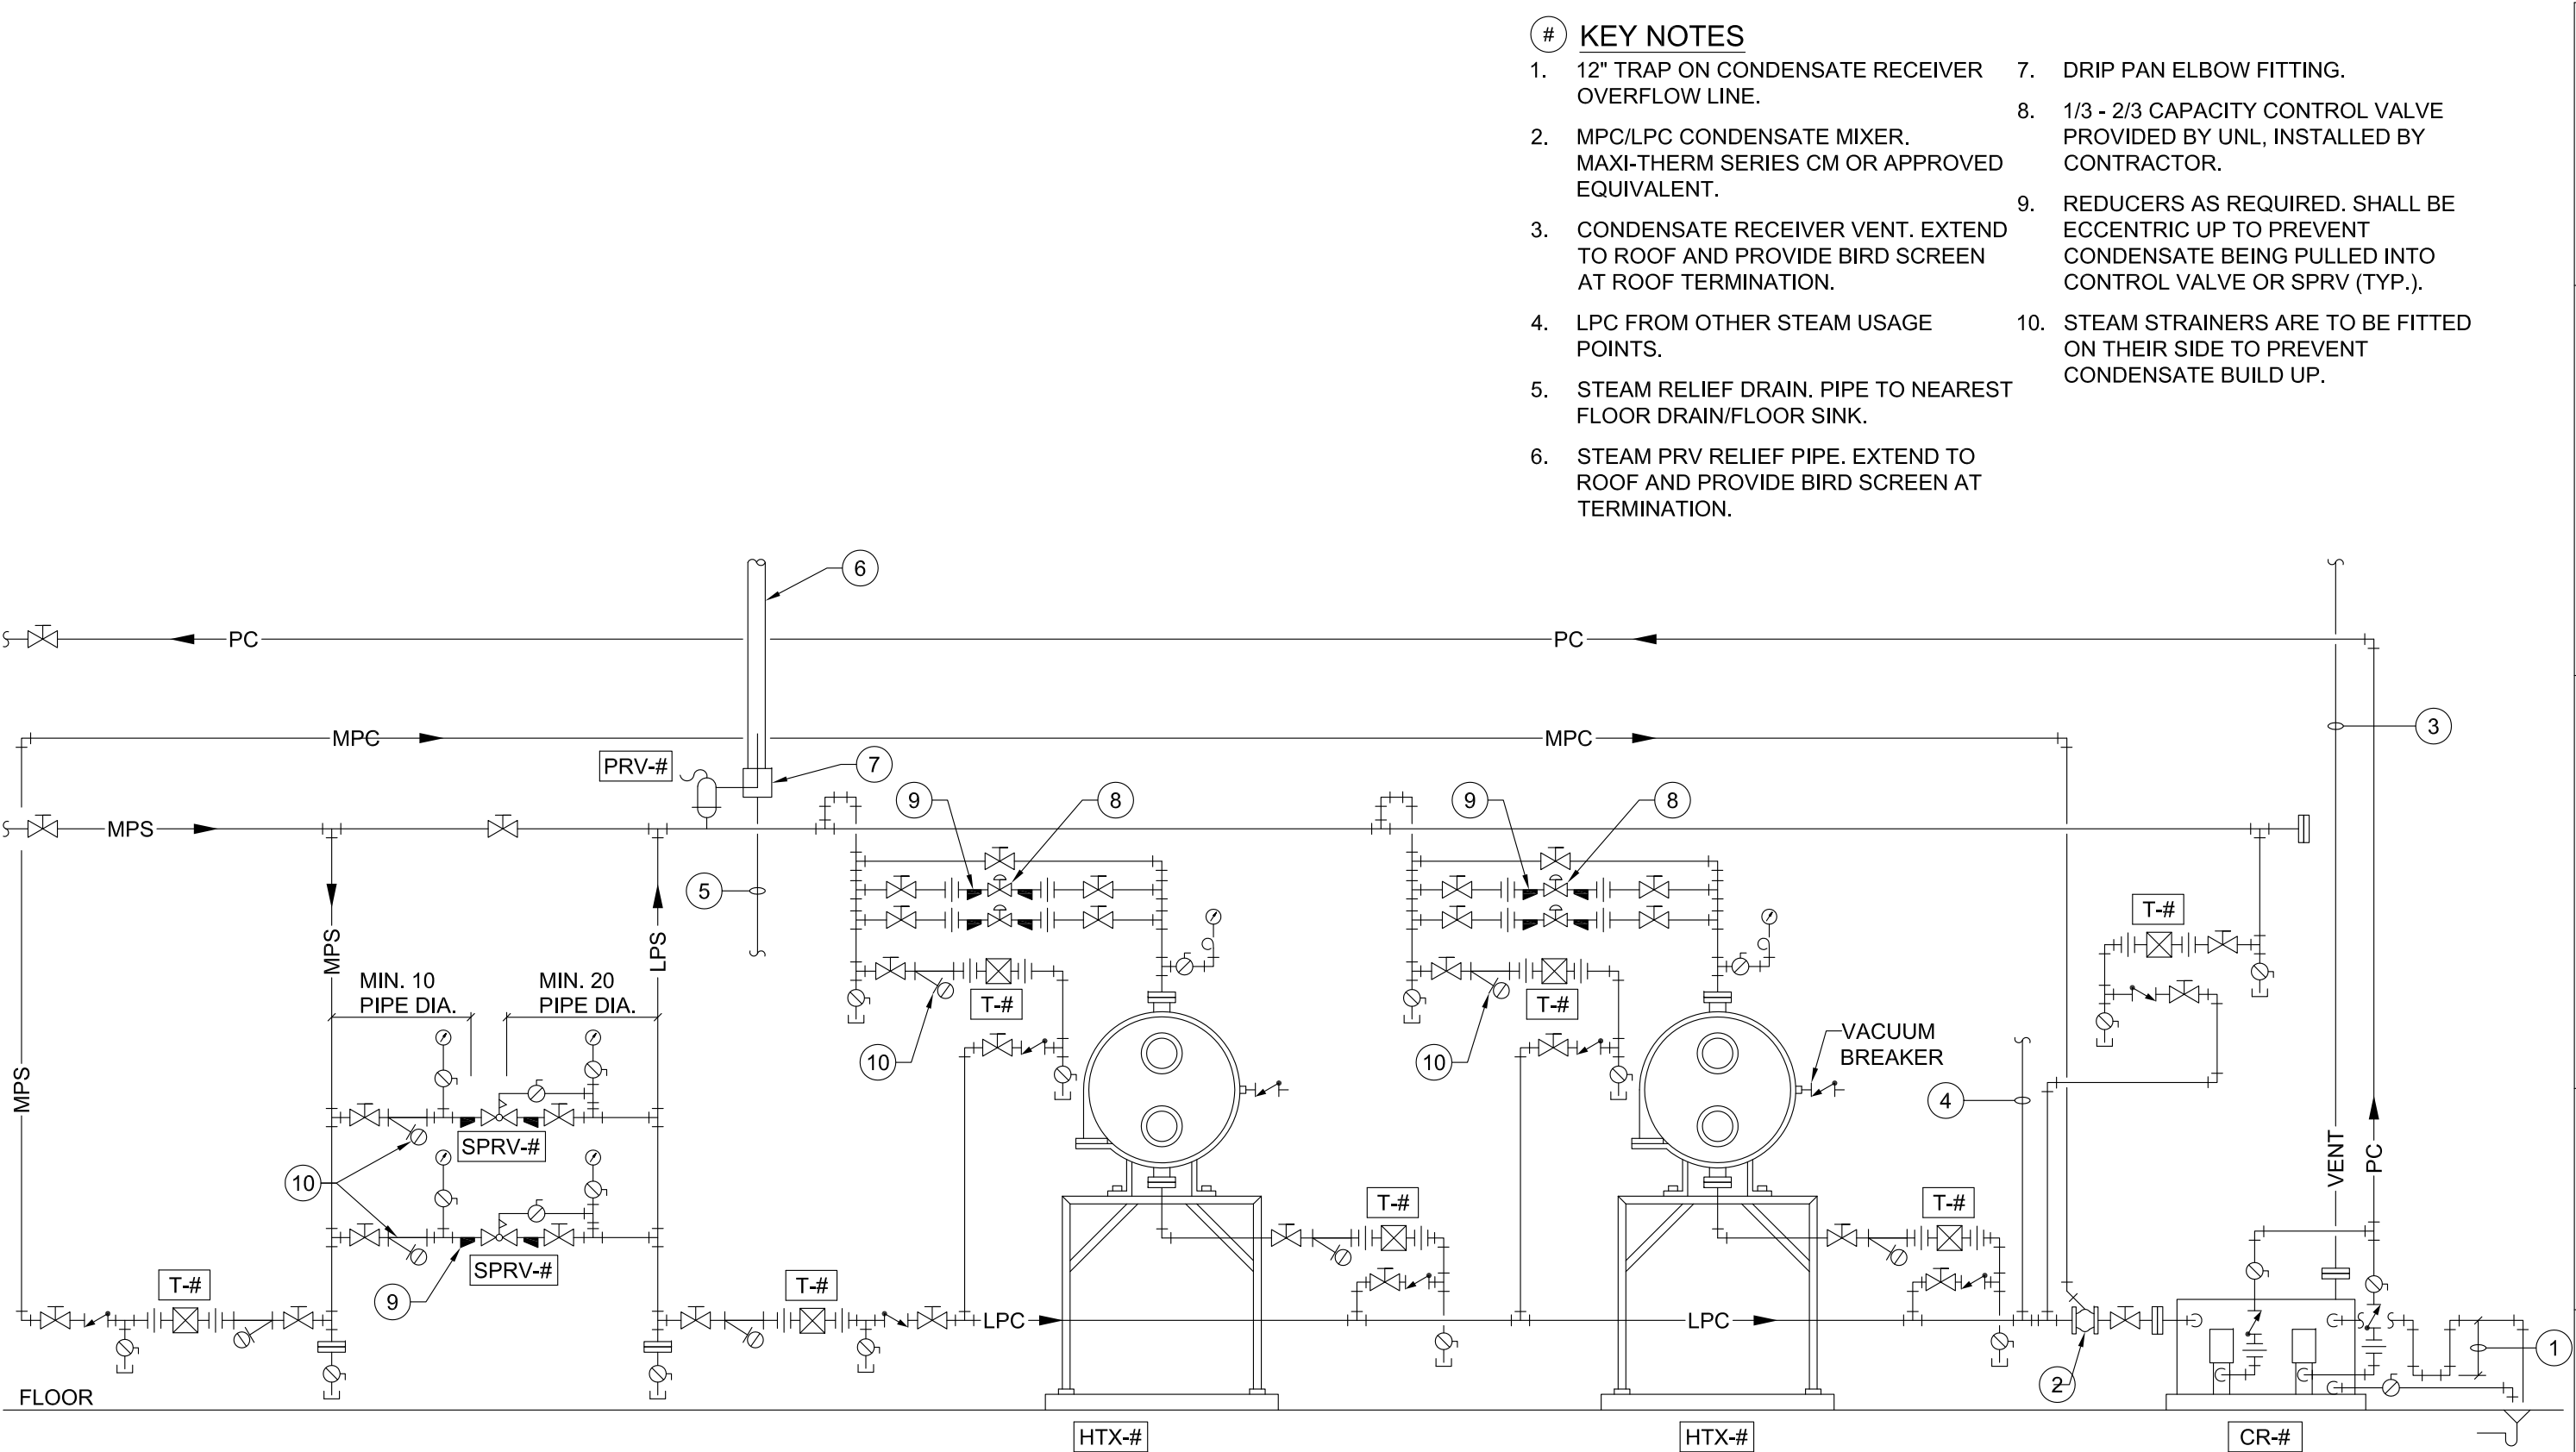 # KEY NOTES
1. 12" TRAP ON CONDENSATE RECEIVER
OVERFLOW LINE.
2. MPC/LPC CONDENSATE MIXER.
MAXI-THERM SERIES CM OR APPROVED
EQUIVALENT.
3. CONDENSATE RECEIVER VENT. EXTEND
TO ROOF AND PROVIDE BIRD SCREEN
AT ROOF TERMINATION.
4. LPC FROM OTHER STEAM USAGE
POINTS.
5. STEAM RELIEF DRAIN. PIPE TO NEAREST
FLOOR DRAIN/FLOOR SINK.
6. STEAM PRV RELIEF PIPE. EXTEND TO
ROOF AND PROVIDE BIRD SCREEN AT
TERMINATION.
7. DRIP PAN ELBOW FITTING.
8. 1/3 - 2/3 CAPACITY CONTROL VALVE
PROVIDED BY UNL, INSTALLED BY
CONTRACTOR.
9. REDUCERS AS REQUIRED. SHALL BE
ECCENTRIC UP TO PREVENT
CONDENSATE BEING PULLED INTO
CONTROL VALVE OR SPRV (TYP.).
10. STEAM STRAINERS ARE TO BE FITTED
ON THEIR SIDE TO PREVENT
CONDENSATE BUILD UP.
6
PC
PC
3
MPC
MPC
PRV-#
7
9
8
9
8
MPS
5
T-#
MPS
LPS
MIN. 10
PIPE DIA.
MIN. 20
PIPE DIA.
T-#
T-#
10
10
VACUUM
BREAKER
MPS
4
SPRV-#
VENT
PC
10
T-#
T-#
SPRV-#
9
T-#
T-#
LPC
LPC
1
2
FLOOR
HTX-#
HTX-#
CR-#